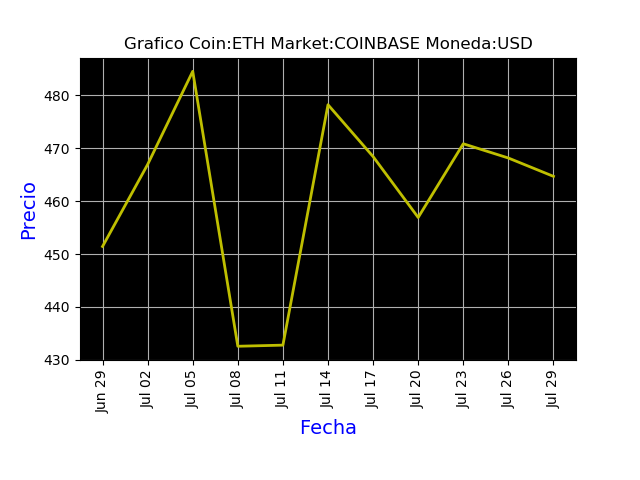 Grafico Coin:ETH Market:COINBASE Moneda:USD
480
470
460
450
440
430
Precio
Jun 29
Jul 02
Jul 05
Jul 08
Jul 11
Jul 14
Jul 17
Jul 20
Jul 23
Jul 26
Jul 29
Fecha